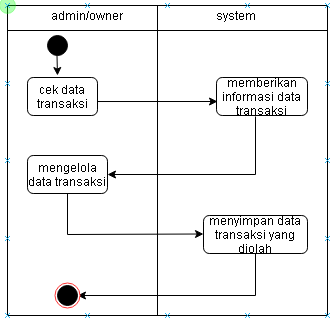 admin/owner
system
cek data
transaksi
memberikan
informasi data
transaksi
mengelola
data transaksi
menyimpan data
transaksi yang
diolah